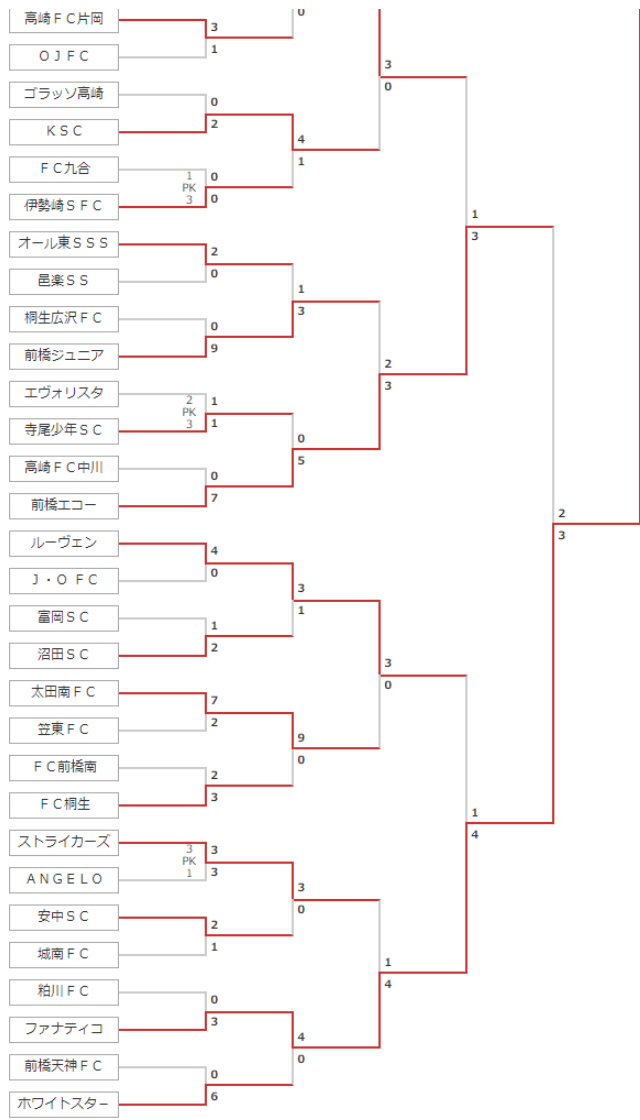 高崎ＦＣ片岡
0
3
1
ＯＪＦＣ
3
0
ゴラッソ高崎
0
2
ＫＳＣ
4
1
ＦＣ九合
1
PK
3
0
0
伊勢崎ＳＦＣ
1
3
オール東ＳＳＳ
2
0
邑楽ＳＳ
1
3
桐生広沢ＦＣ
0
9
前橋ジュニア
2
3
エヴォリスタ
2
PK
3
1
1
寺尾少年ＳＣ
0
5
高崎ＦＣ中川
0
7
前橋エコー
2
3
ルーヴェン
4
0
Ｊ・Ｏ ＦＣ
3
1
富岡ＳＣ
1
2
沼田ＳＣ
3
0
太田南ＦＣ
7
2
笠東ＦＣ
9
0
ＦＣ前橋南
2
3
ＦＣ桐生
1
4
ストライカーズ
3
PK
1
3
3
ＡＮＧＥＬＯ
3
0
安中ＳＣ
2
1
城南ＦＣ
1
4
粕川ＦＣ
0
3
ファナティコ
4
0
前橋天神ＦＣ
0
6
ホワイトスター